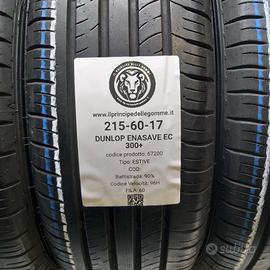 www.ilprincipedellegomme.it
215-60-17
DUNLOP ENASAVE EC
300+
codice prodotto: 67200
Tipo: ESTIVE
COD:
Battistrada: 90%
Codice Velocità: 96H
FILA: 60
subito